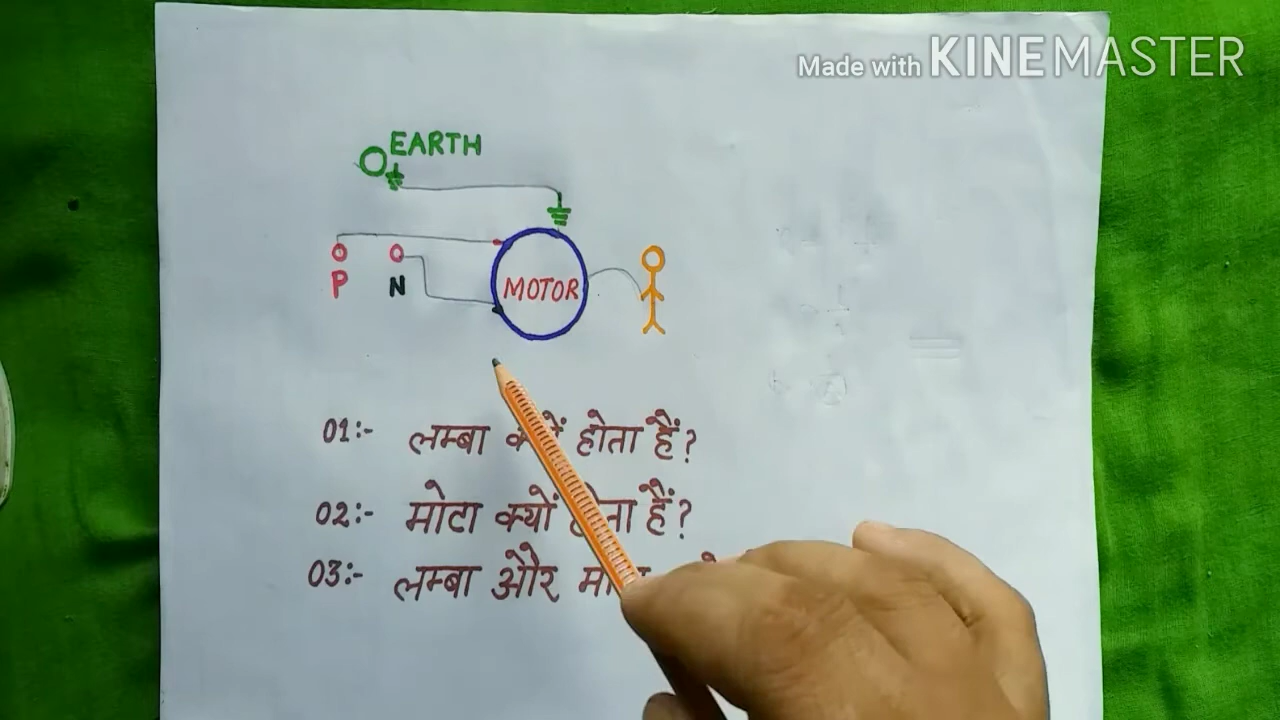 Made with KINEMASTER
EARTH
P N MOTOR
01:- लम्बा होता हैं?
02:- मोटा क्यों हैं?
03:- लम्बा और